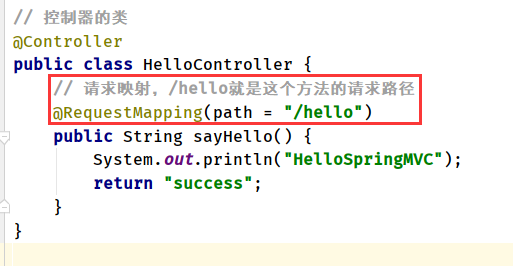 // 控制器的类
@Controller
public class HelloController {
// 请求映射，/hello就是这个方法的请求路径
@RequestMapping(path = "/hello")
public String sayHello() {
System.out.println("HelloSpringMVC");
return "success";
}
}